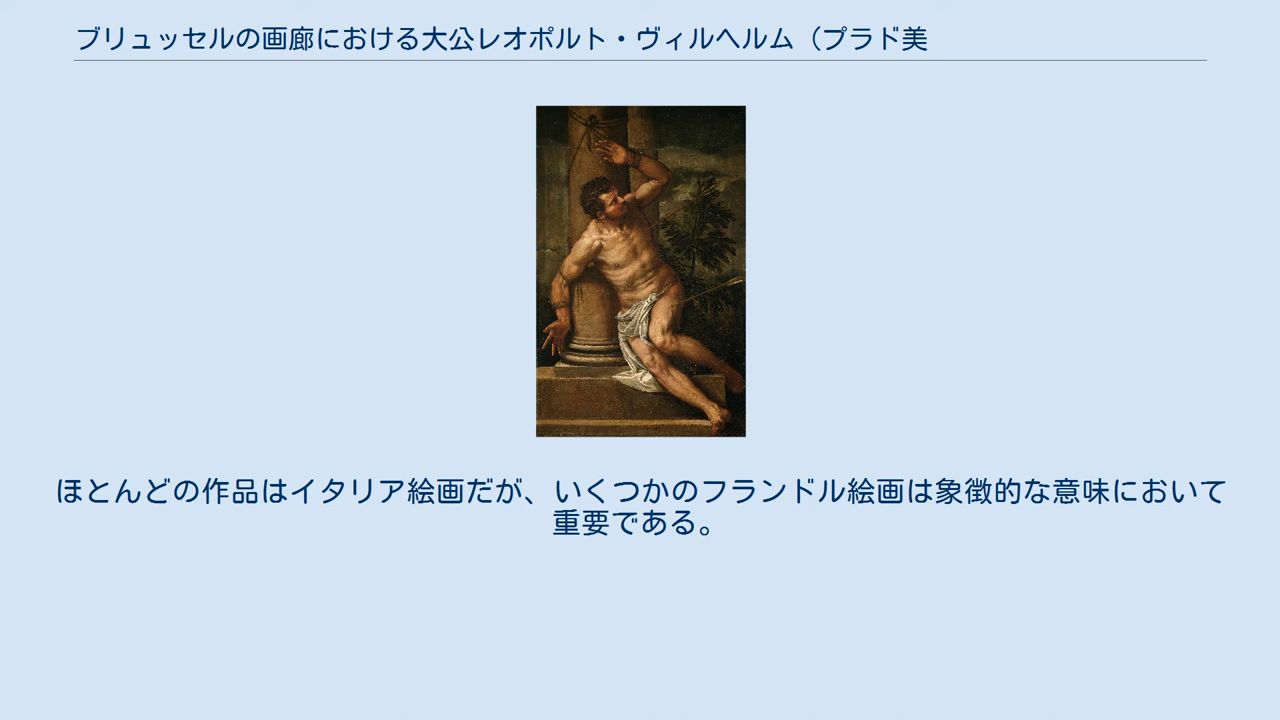 ブリュッセルの画廊における大公レオポルト・ヴィルヘルム（プラド美
ほとんどの作品はイタリア絵画だが、いくつかのフランドル絵画は象徴的な意味において
重要である。